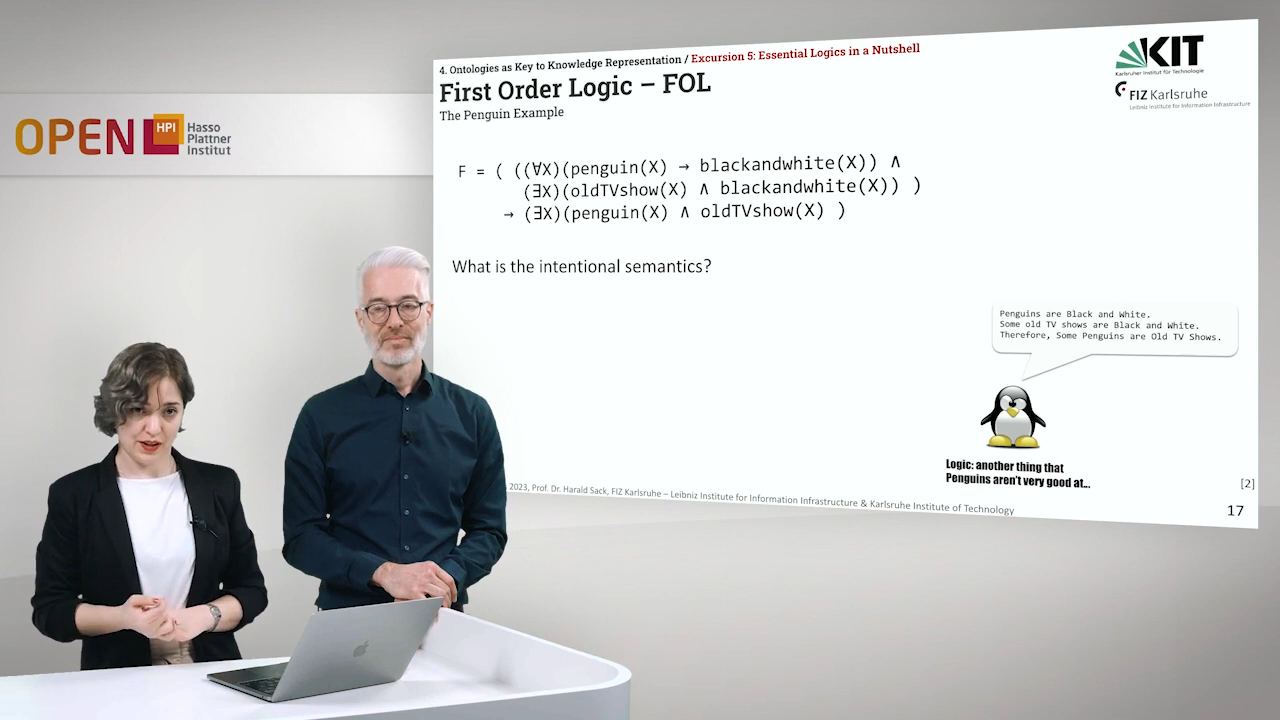 OPEN
HPI
Hasso
Plattner
Institut
4. Ontologies as Key to Knowledge Representation / Excursion 5: Essential Logics in a Nutshell
First Order Logic – FOL
The Penguin Example
KIT
Karlsruher Institut für Technologie
FIZ Karlsruhe
Leibniz Institute for Information Infrastructure
F = ( ((∀X)(penguin(X) → blackandwhite(X)) ∧
(∃X)(oldTVshow(X) ∧ blackandwhite(X)) )
→ (∃X)(penguin(X) ∧ oldTVshow(X) )
What is the intentional semantics?
Penguins are Black and White.
Some old TV shows are Black and White.
Therefore, Some Penguins are Old TV Shows.
Logic: another thing that
Penguins aren't very good at...
[2]
2023, Prof. Dr. Harald Sack, FIZ Karlsruhe – Leibniz Institute for Information Infrastructure & Karlsruhe Institute of Technology
17